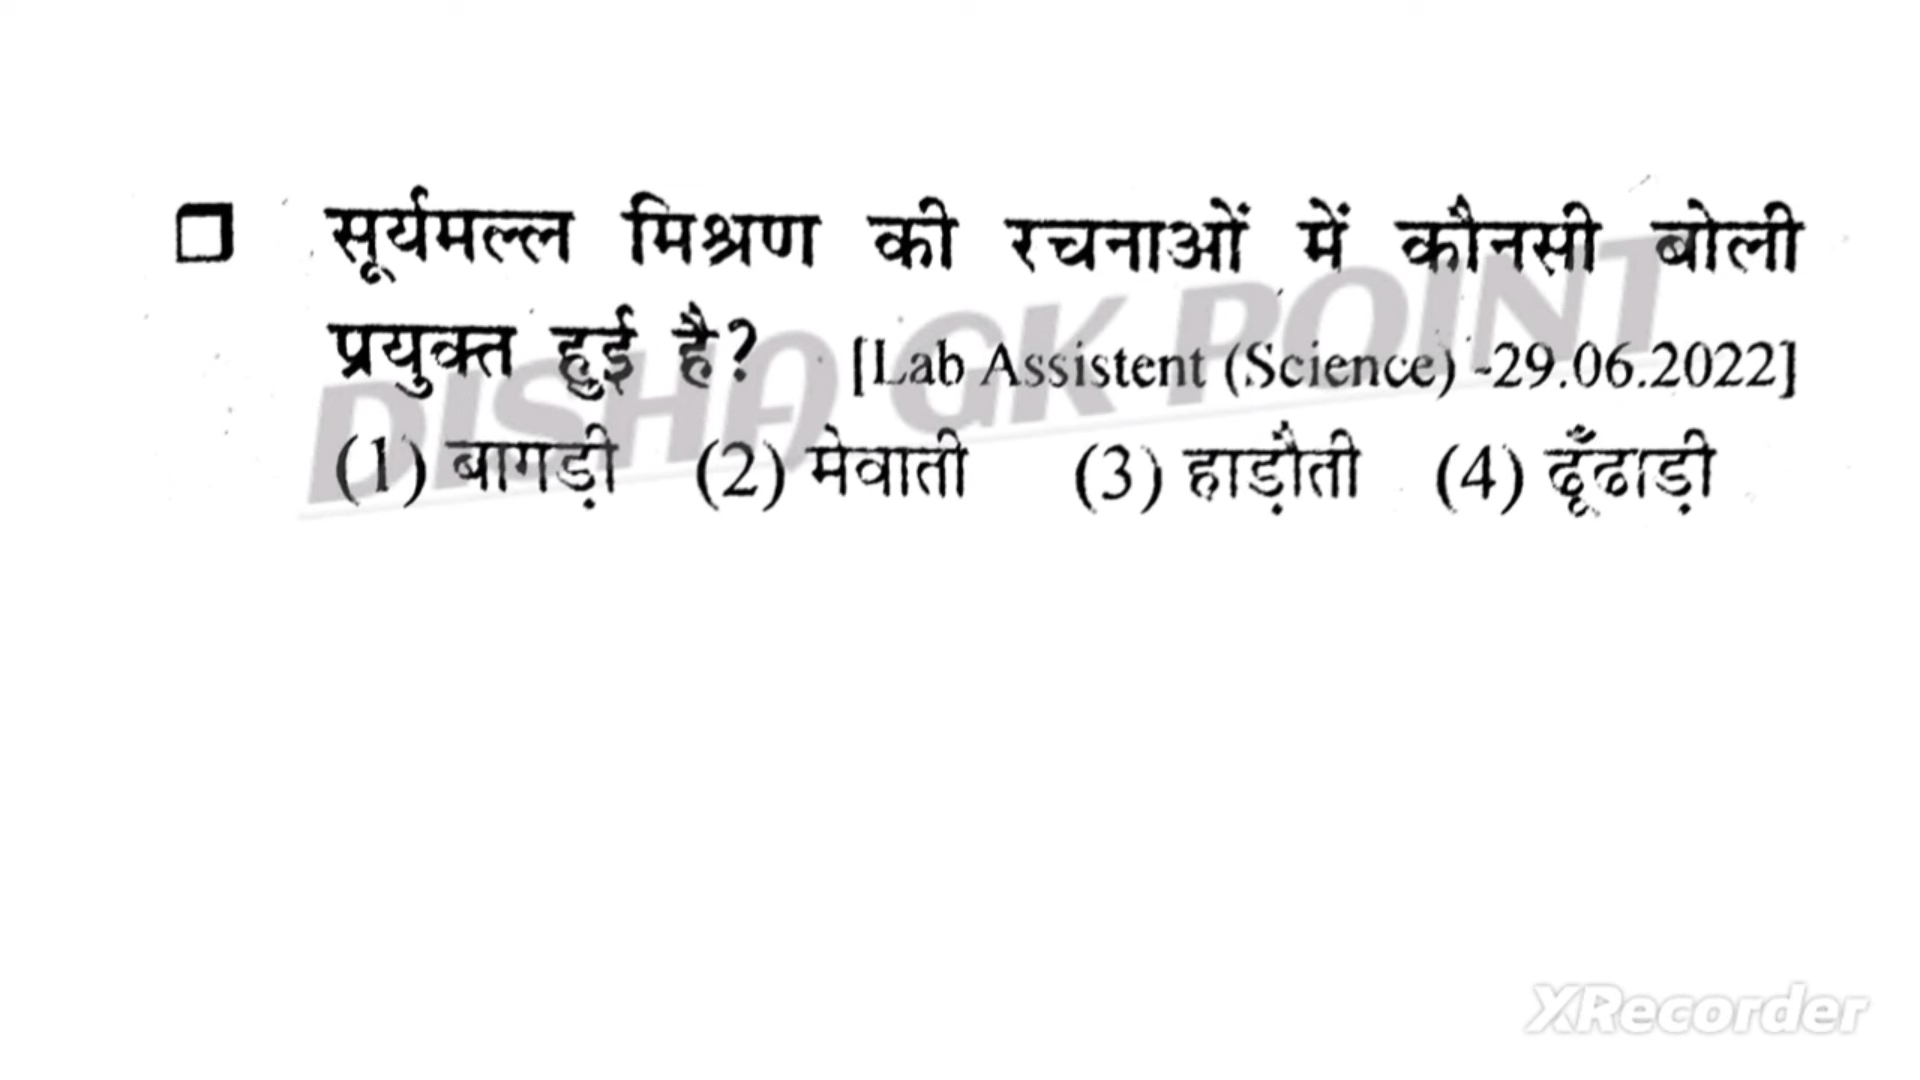 सूर्यमल्ल मिश्रण की रचनाओं में कौनसी बोली
प्रयुक्त हुई है? [Lab Assistent (Science) -29.06.2022]
(1) बागड़ी (2) मेवाती (3) हाड़ौती (4) ढूँढाड़ी
DISHA GK POINT
XRecorder